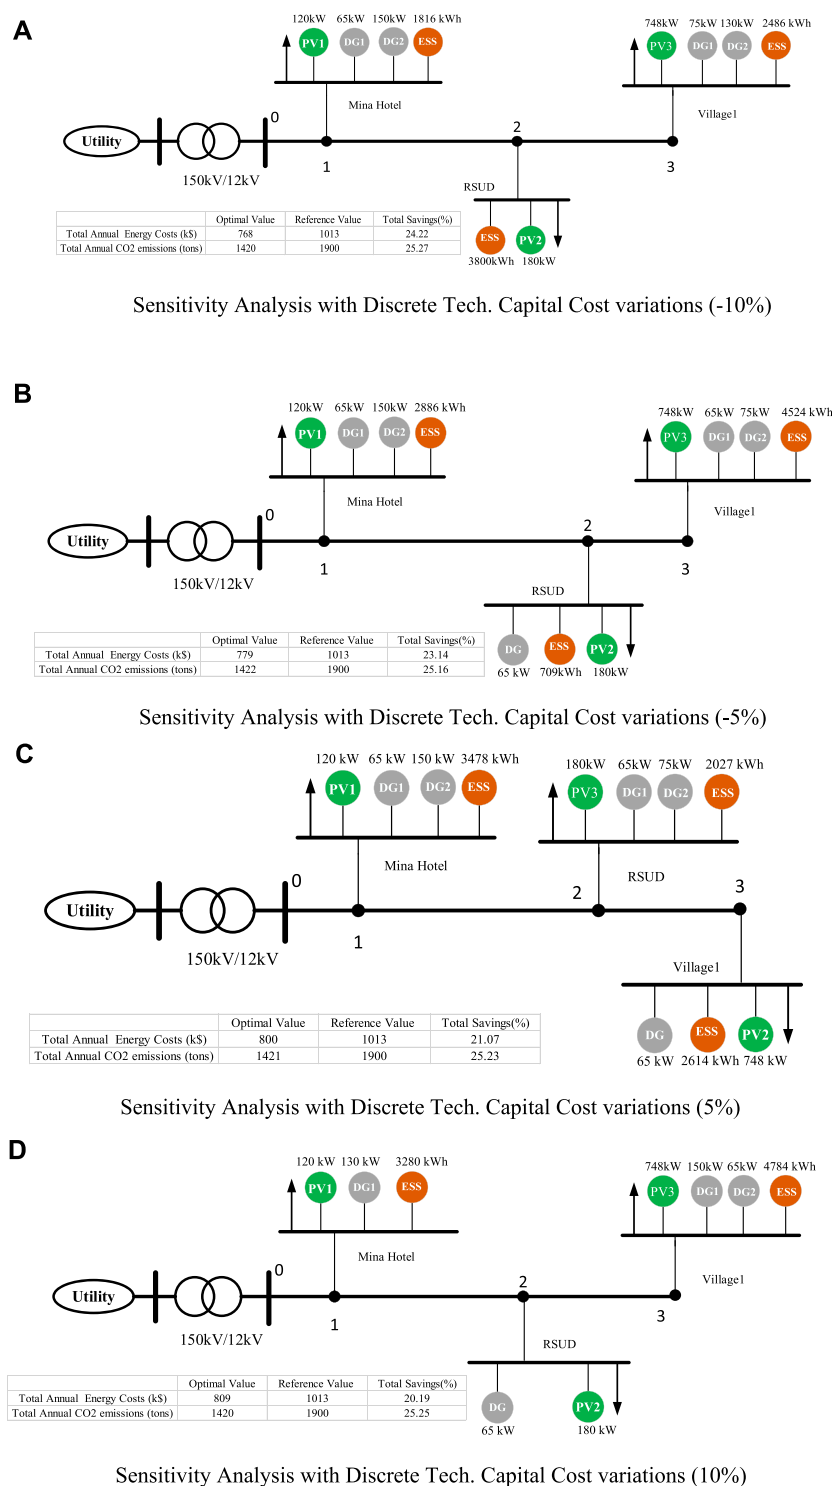 A
120kW 65kW 150kW 1816 kWh
748kW 75kW 130kW 2486 kWh
PV1 DG1 DG2 ESS
PV3 DG1 DG2 ESS
Mina Hotel
Village1
0
2
Utility
1
3
150kV/12kV
RSUD
ESS PV2
3800kWh 180kW
Optimal Value Reference Value Total Savings(%)
Total Annual Energy Costs (k$) 768 1013 24.22
Total Annual CO2 emissions (tons) 1420 1900 25.27
Sensitivity Analysis with Discrete Tech. Capital Cost variations (-10%)
B
120kW 65kW 150kW 2886 kWh
748kW 65kW 75kW 4524 kWh
PV1 DG1 DG2 ESS
PV3 DG1 DG2 ESS
Mina Hotel
Village1
0
2
Utility
1
3
150kV/12kV
RSUD
DG ESS PV2
65 kW 709kWh 180kW
Optimal Value Reference Value Total Savings(%)
Total Annual Energy Costs (k$) 779 1013 23.14
Total Annual CO2 emissions (tons) 1422 1900 25.16
Sensitivity Analysis with Discrete Tech. Capital Cost variations (-5%)
C
120 kW 65 kW 150 kW 3478 kWh
180kW 65kW 75kW 2027 kWh
PV1 DG1 DG2 ESS
PV3 DG1 DG2 ESS
Mina Hotel
RSUD
0
2
3
Utility
1
150kV/12kV
Village1
DG ESS PV2
65 kW 2614 kWh 748 kW
Optimal Value Reference Value Total Savings(%)
Total Annual Energy Costs (k$) 800 1013 21.07
Total Annual CO2 emissions (tons) 1421 1900 25.23
Sensitivity Analysis with Discrete Tech. Capital Cost variations (5%)
D
120 kW 130 kW 3280 kWh
748kW 150kW 65kW 4784 kWh
PV1 DG1 ESS
PV3 DG1 DG2 ESS
Mina Hotel
Village1
0
2
Utility
1
3
150kV/12kV
RSUD
DG PV2
65 kW 180 kW
Optimal Value Reference Value Total Savings(%)
Total Annual Energy Costs (k$) 809 1013 20.19
Total Annual CO2 emissions (tons) 1420 1900 25.25
Sensitivity Analysis with Discrete Tech. Capital Cost variations (10%)